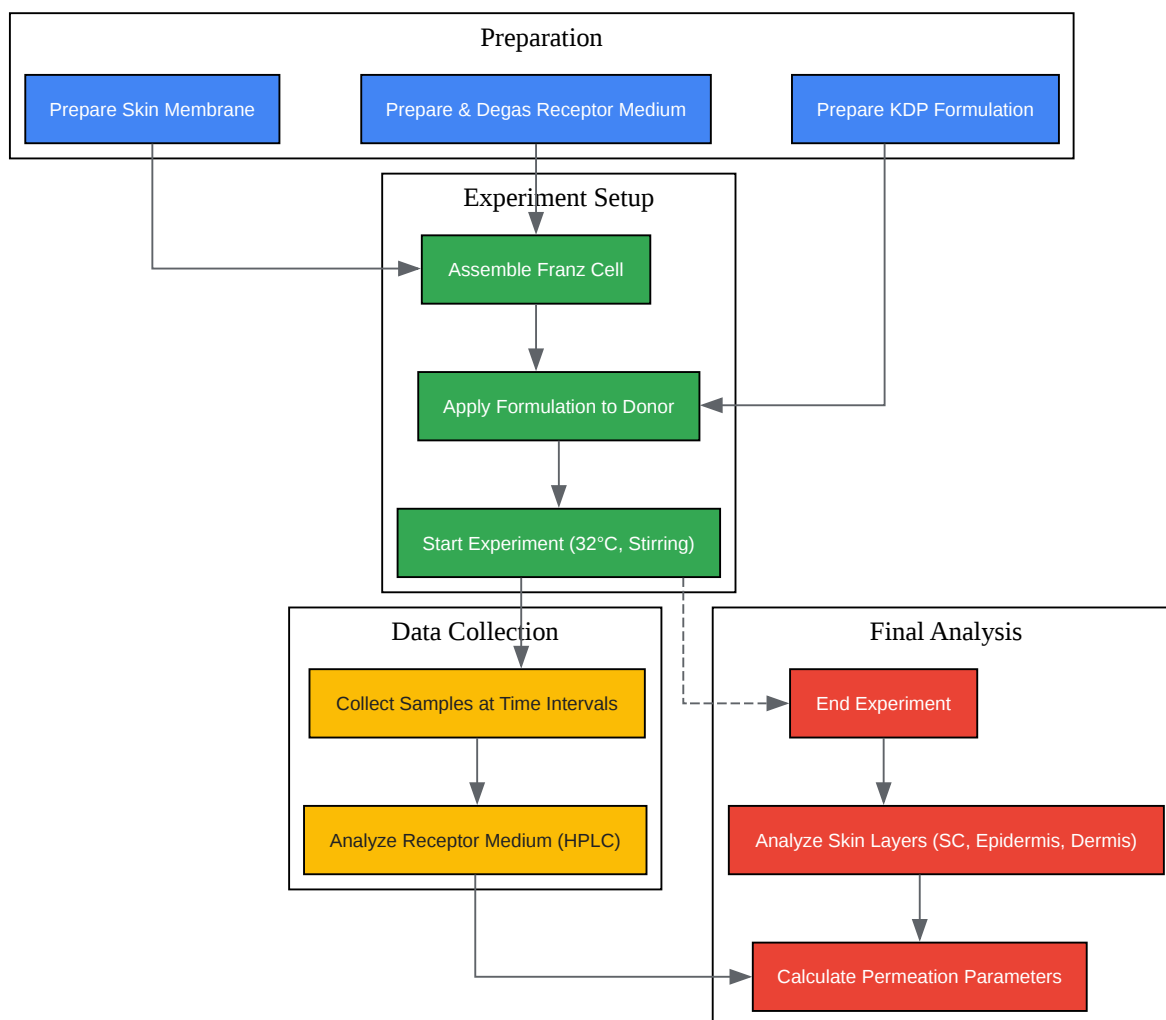 Preparation
Prepare Skin Membrane
Prepare & Degas Receptor Medium
Prepare KDP Formulation
Experiment Setup
Assemble Franz Cell
Apply Formulation to Donor
Start Experiment (32°C, Stirring)
Data Collection
Collect Samples at Time Intervals
Analyze Receptor Medium (HPLC)
Final Analysis
End Experiment
Analyze Skin Layers (SC, Epidermis, Dermis)
Calculate Permeation Parameters